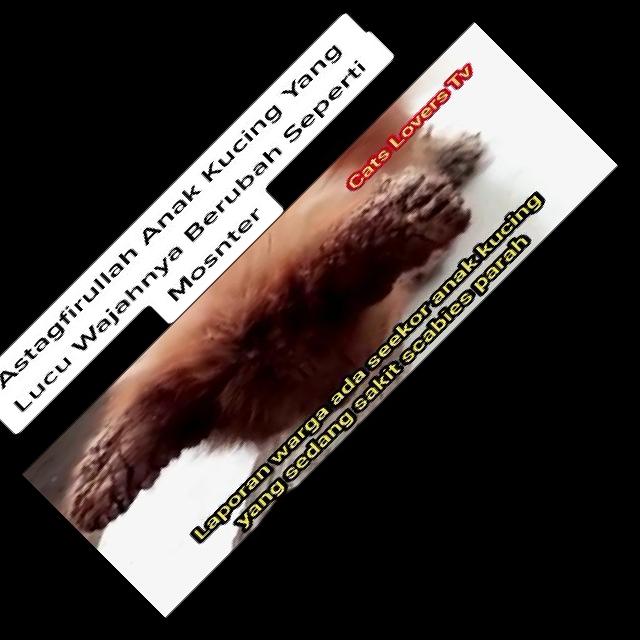 Astagfirullah Anak Kucing Yang
Lucu Wajahnya Berubah Seperti
Mosnter
Cats Lovers Tv
Laporan warga ada seekor anak kucing
yang sedang sakit scabies parah